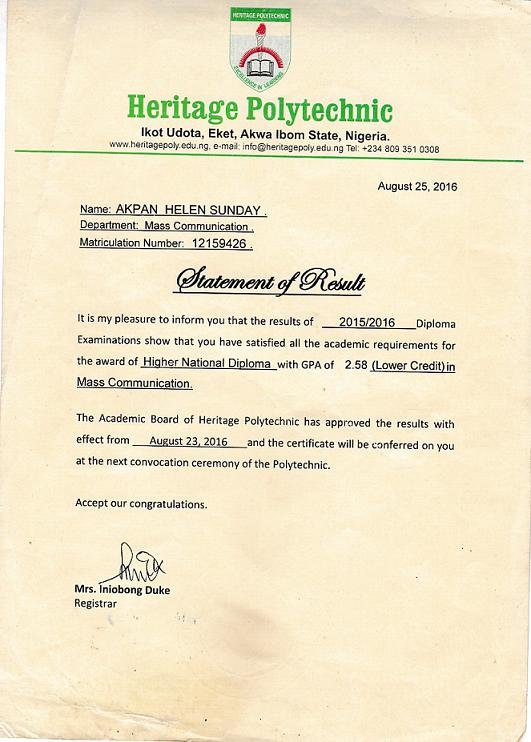 HERITAGE POLYTECHNIC
EXCELLENCE IN LEARNING
Heritage Polytechnic
Ikot Udota, Eket, Akwa Ibom State, Nigeria.
www.heritagepoly.edu.ng, e-mail: info@heritagepoly.edu.ng Tel: +234 809 351 0308
August 25, 2016
Name: AKPAN HELEN SUNDAY .
Department: Mass Communication .
Matriculation Number: 12159426 .
Statement of Result
It is my pleasure to inform you that the results of 2015/2016 Diploma
Examinations show that you have satisfied all the academic requirements for
the award of Higher National Diploma with GPA of 2.58 (Lower Credit) in
Mass Communication.
The Academic Board of Heritage Polytechnic has approved the results with
effect from August 23, 2016 and the certificate will be conferred on you
at the next convocation ceremony of the Polytechnic.
Accept our congratulations.
Mrs. Iniobong Duke
Registrar